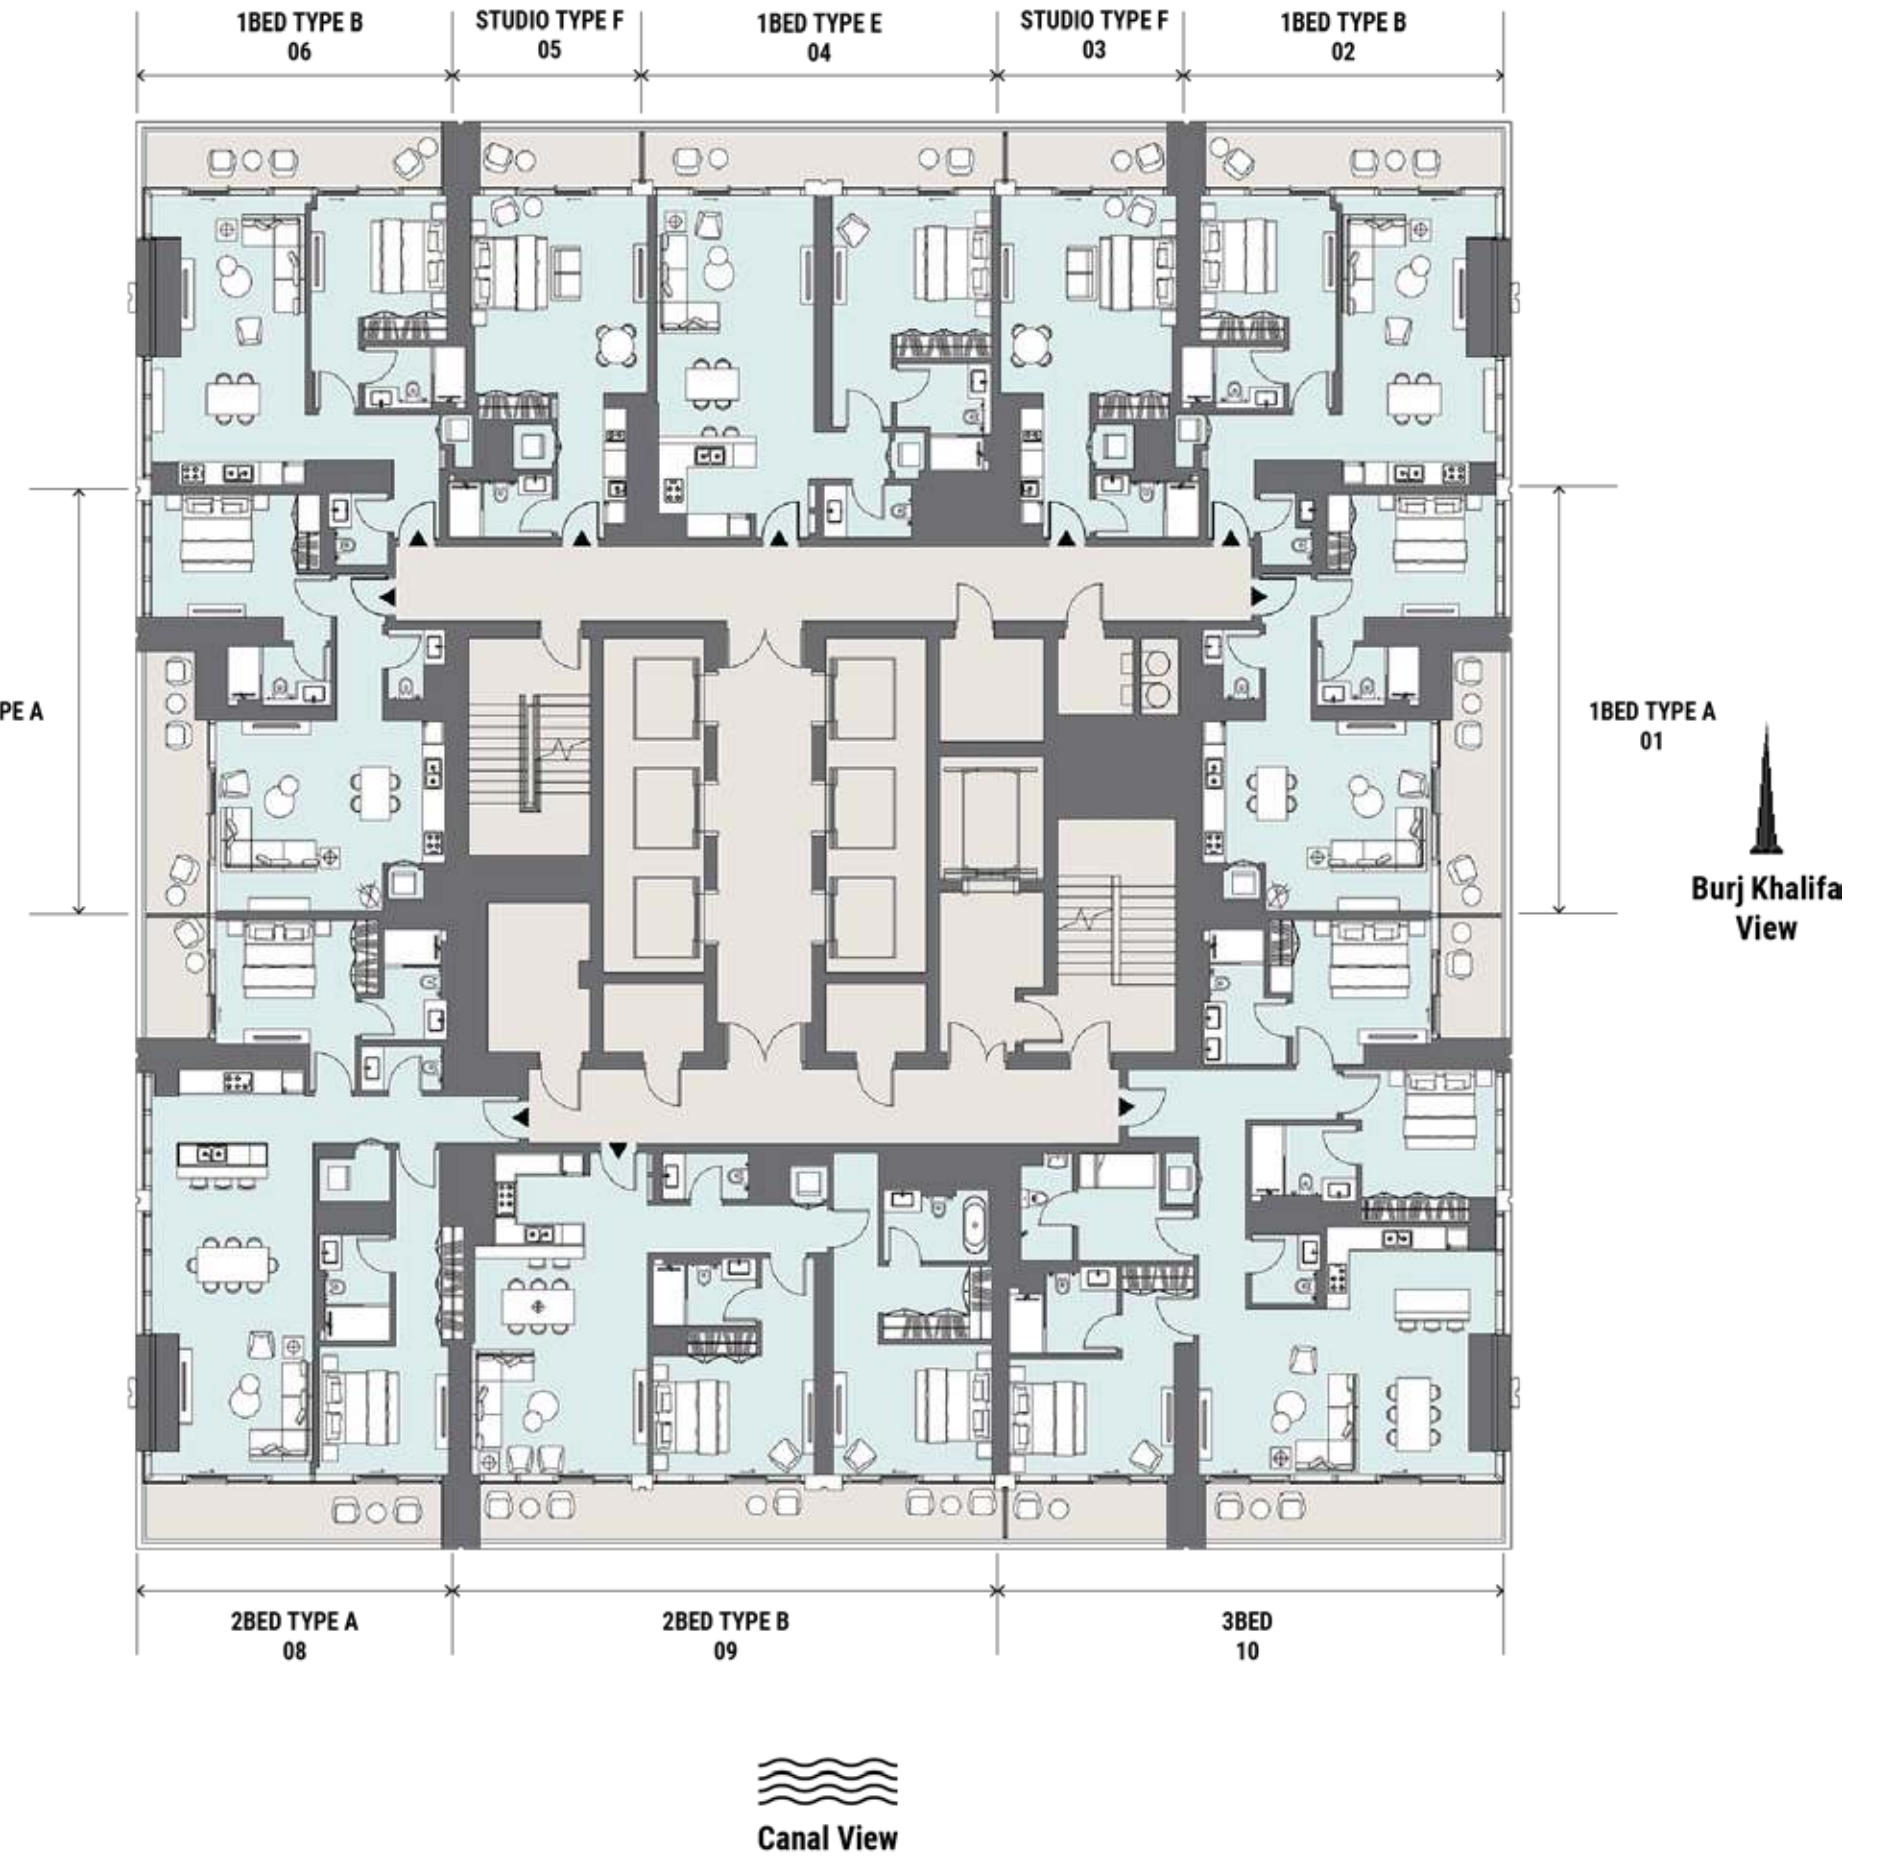 1BED TYPE B
06
STUDIO TYPE F
05
1BED TYPE E
04
STUDIO TYPE F
03
1BED TYPE B
02
PE A
1BED TYPE A
01
Burj Khalifa
View
2BED TYPE A
08
2BED TYPE B
09
3BED
10
Canal View